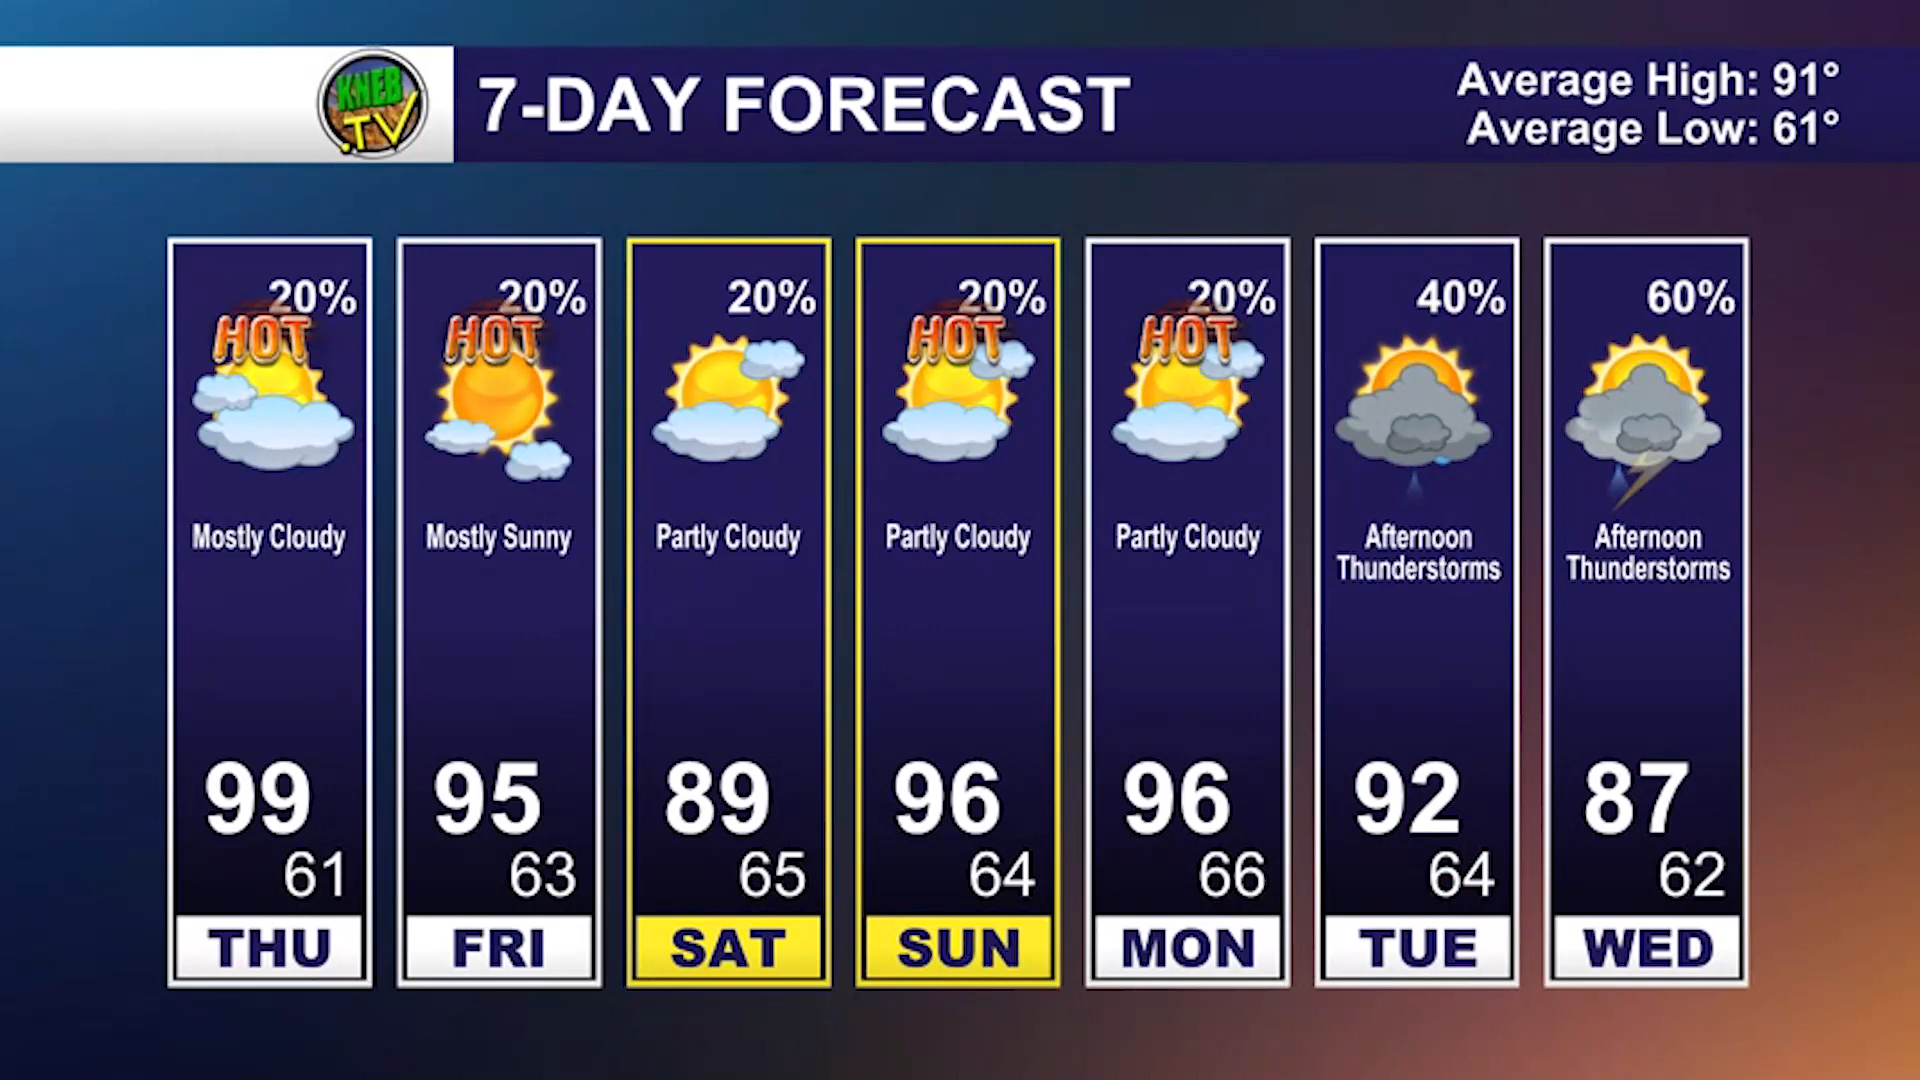 KNEB
.TV
7-DAY FORECAST
Average High: 91°
Average Low: 61°
20%
HOT
Mostly Cloudy
99
61
THU
20%
HOT
Mostly Sunny
95
63
FRI
20%
Partly Cloudy
89
65
SAT
20%
HOT
Partly Cloudy
96
64
SUN
20%
HOT
Partly Cloudy
96
66
MON
40%
Afternoon
Thunderstorms
92
64
TUE
60%
Afternoon
Thunderstorms
87
62
WED